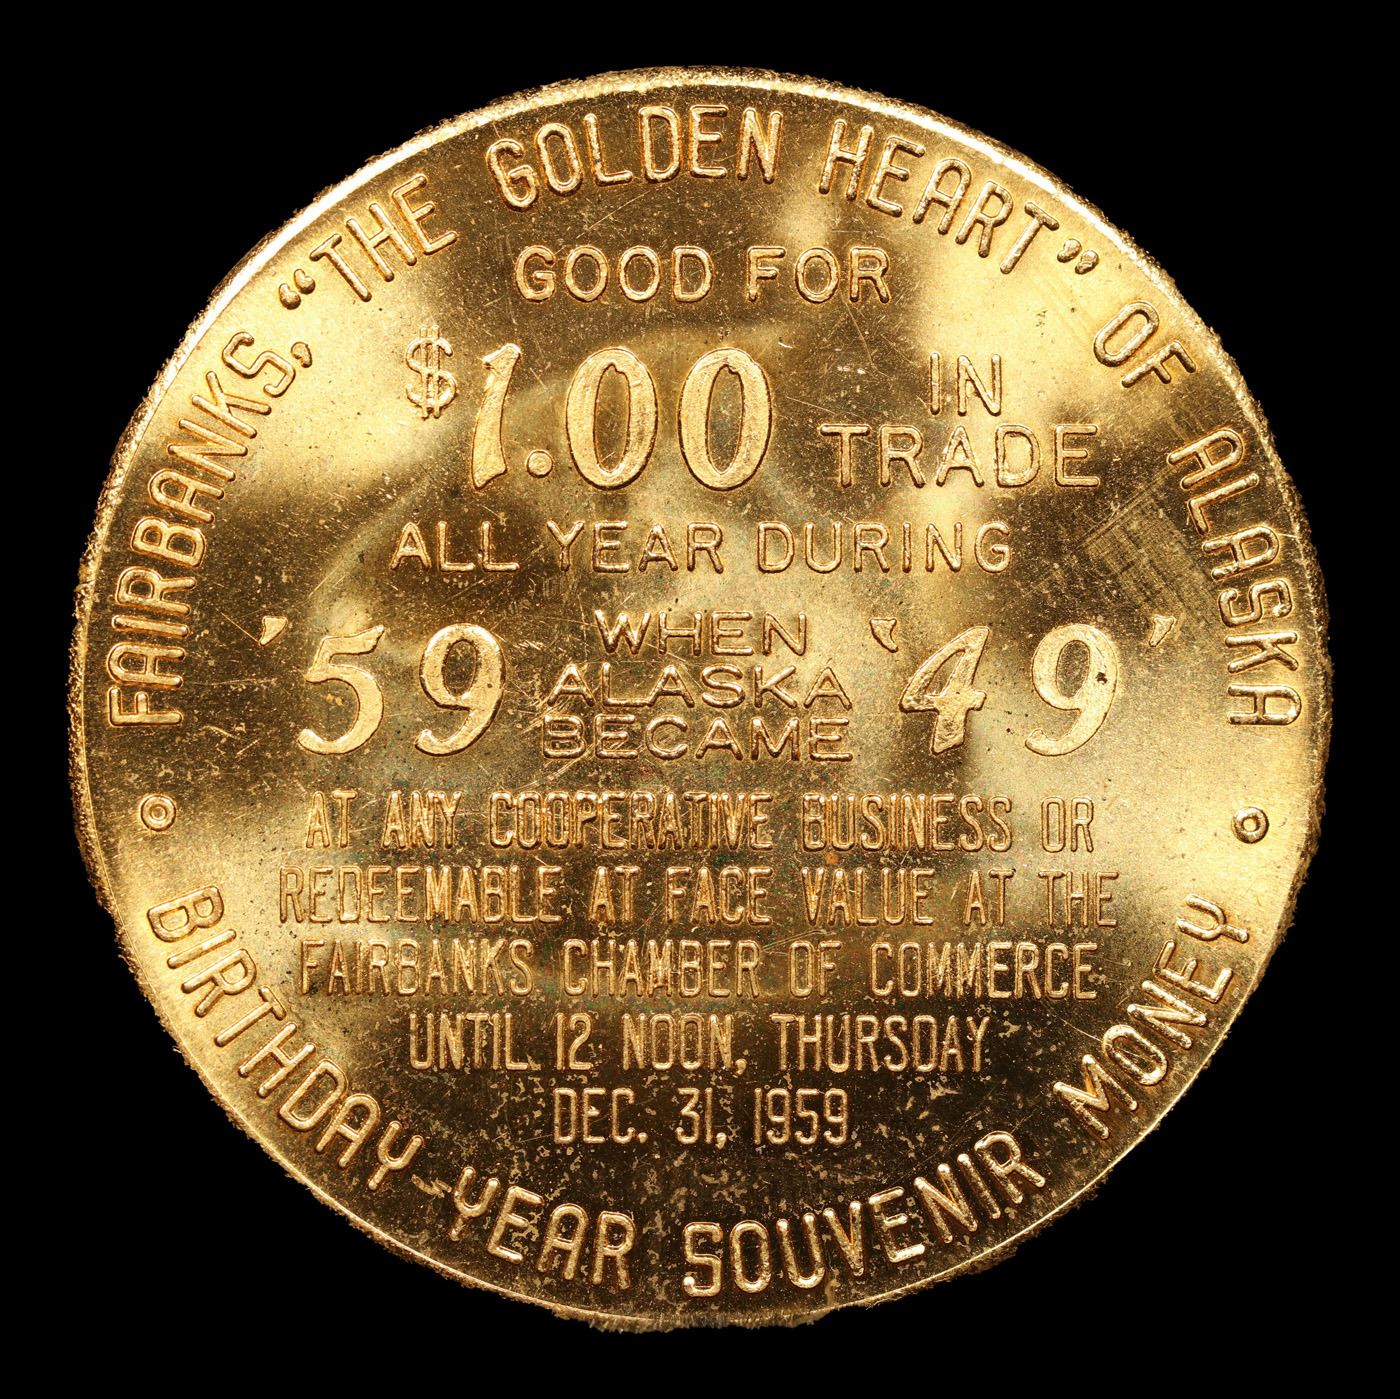 FAIRBANKS, “THE GOLDEN HEART” OF ALASKA
GOOD FOR
$1.00 IN
TRADE
ALL YEAR DURING
'59 WHEN
ALASKA
BECAME '49'
AT ANY COOPERATIVE BUSINESS OR
REDEEMABLE AT FACE VALUE AT THE
FAIRBANKS CHAMBER OF COMMERCE
UNTIL 12 NOON, THURSDAY
DEC. 31, 1959
BIRTHDAY-YEAR SOUVENIR MONEY